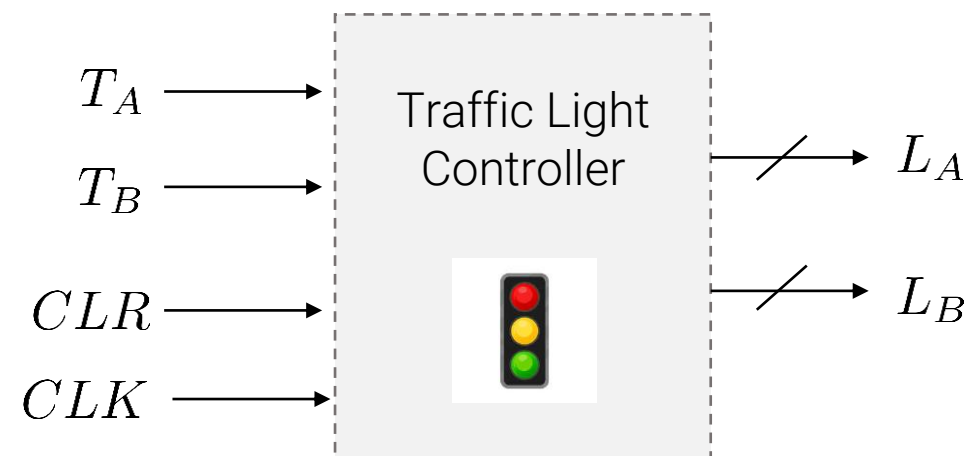 T_A
T_B
CLR
CLK
Traffic Light
Controller
L_A
L_B